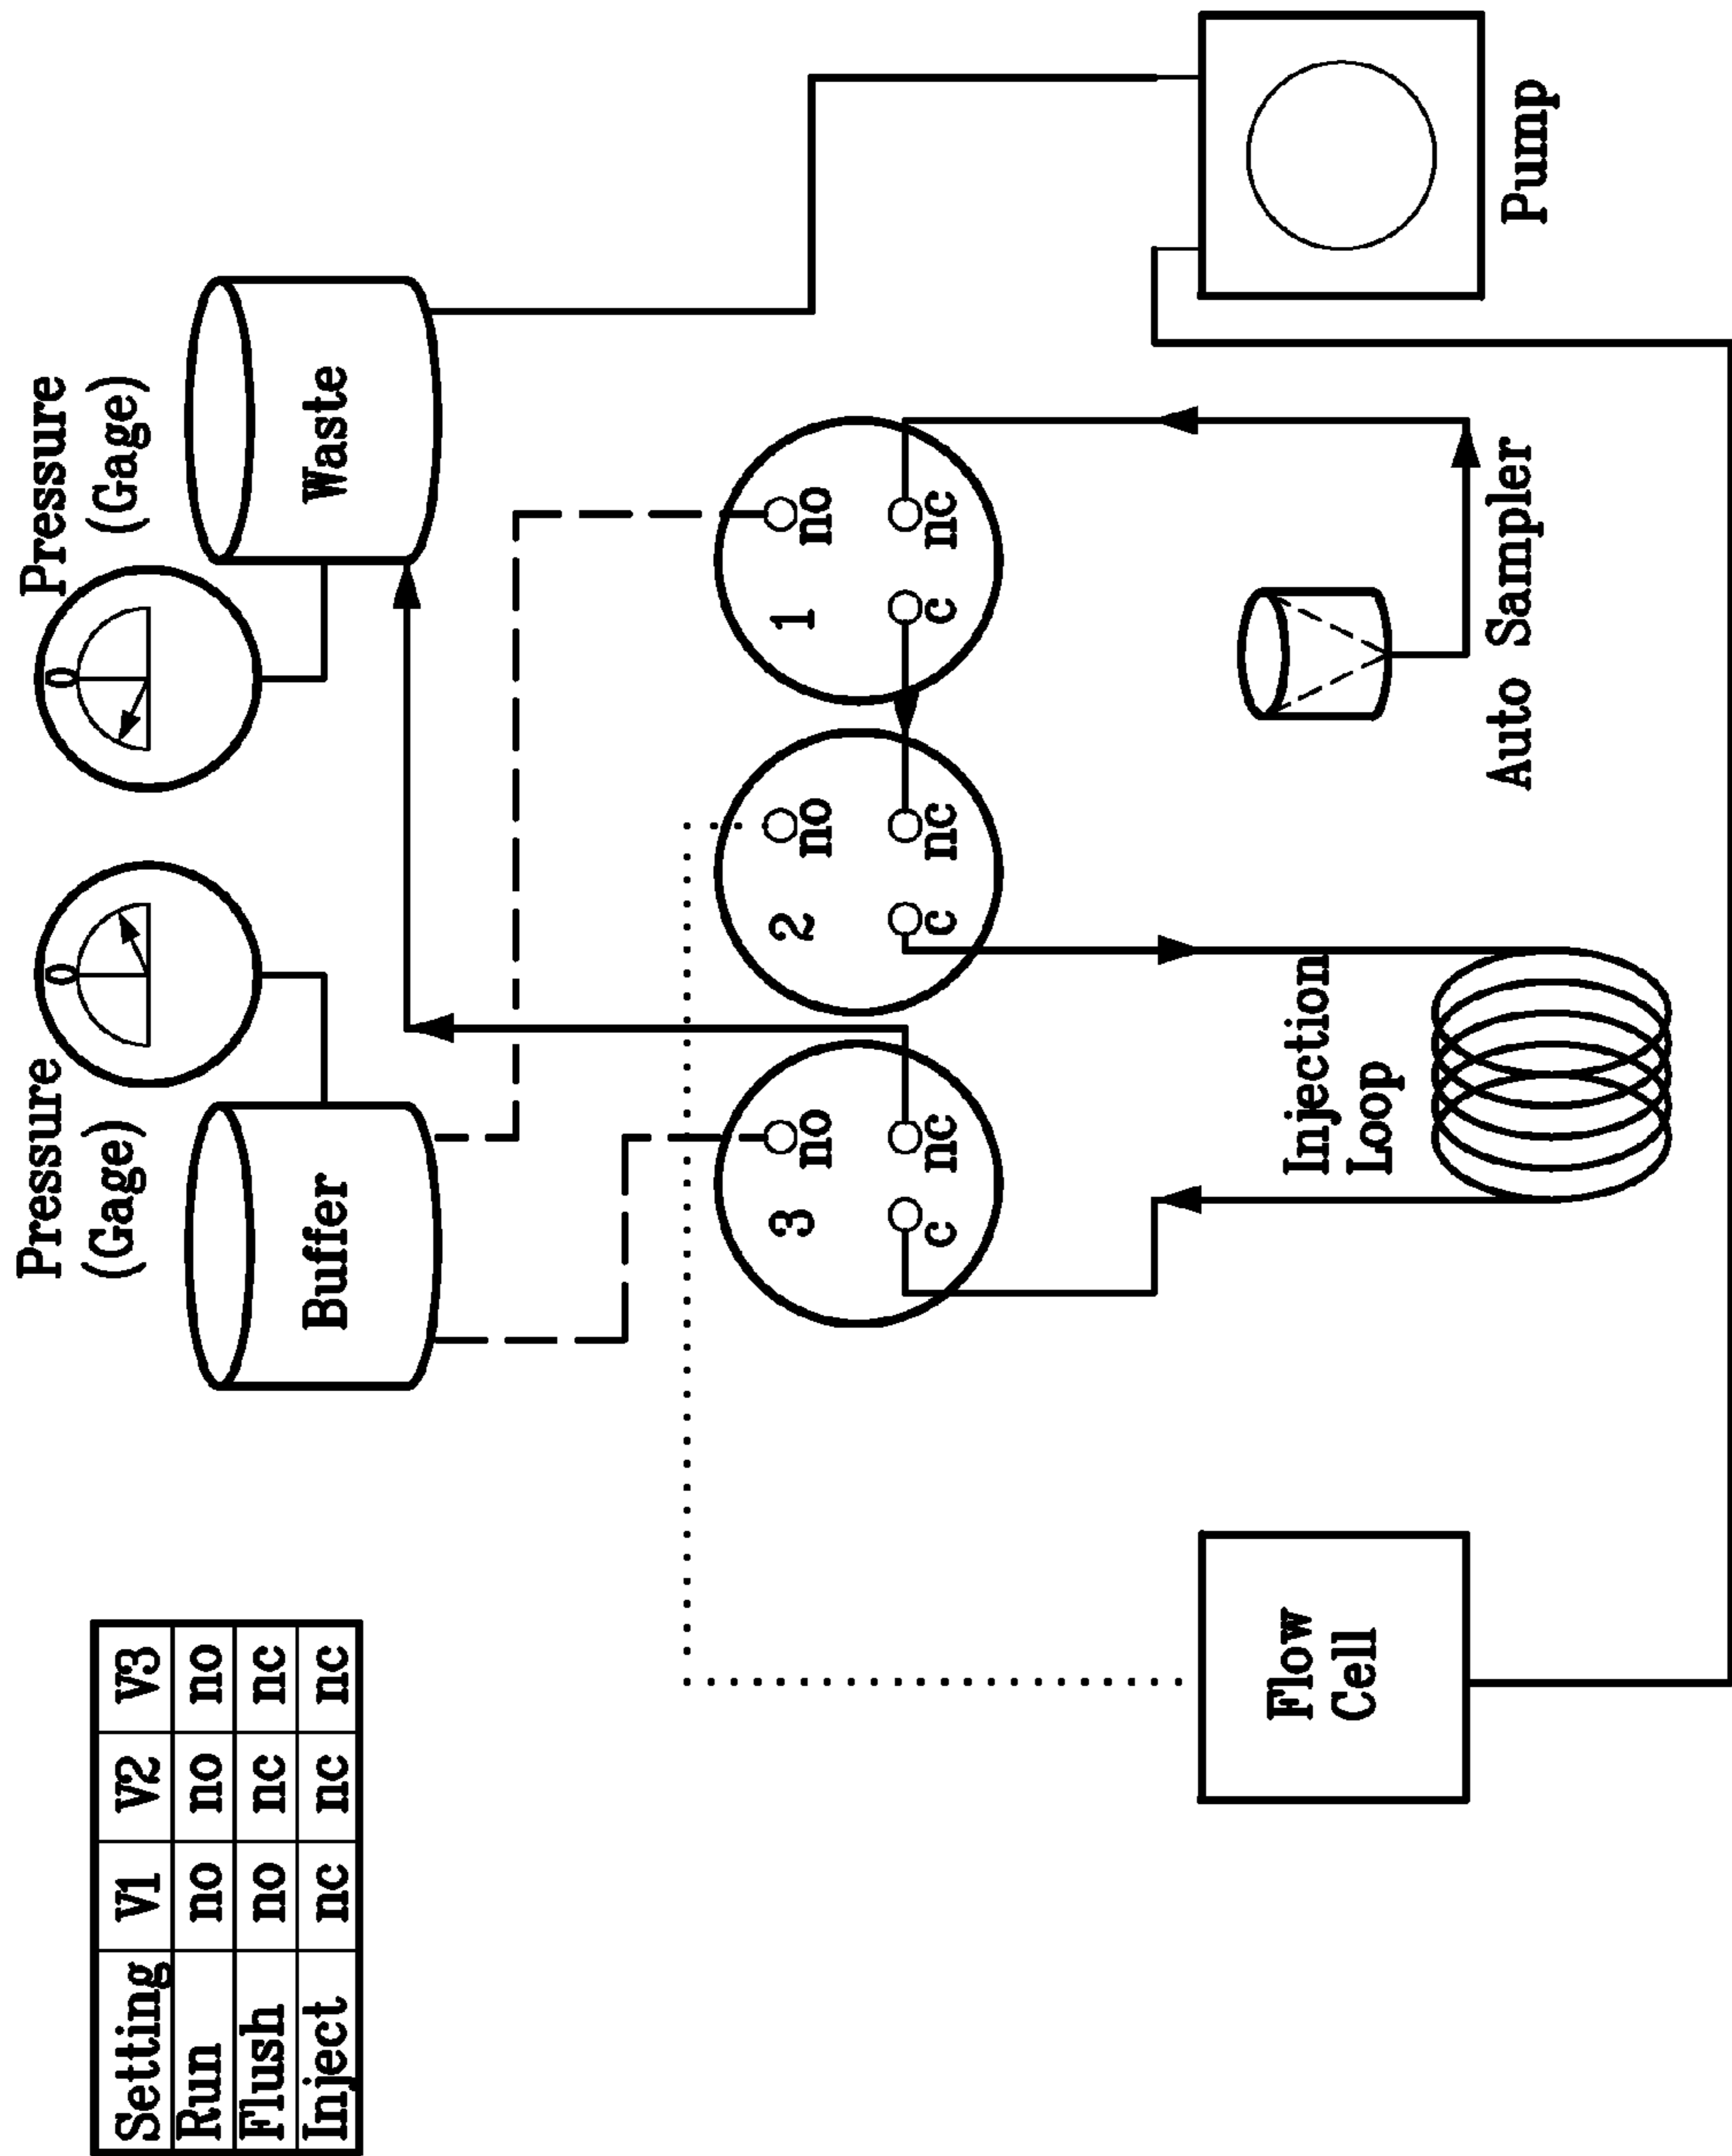 Setting V1 V2 V3
Run no no no
Flush no nc nc
Inject nc nc nc
Pressure
(Gage)
Pressure
(Gage)
0
0
Buffer
Waste
3
no
c
nc
2
no
c
nc
1
no
c
nc
Flow
Cell
Injection
Loop
Auto Sampler
Pump